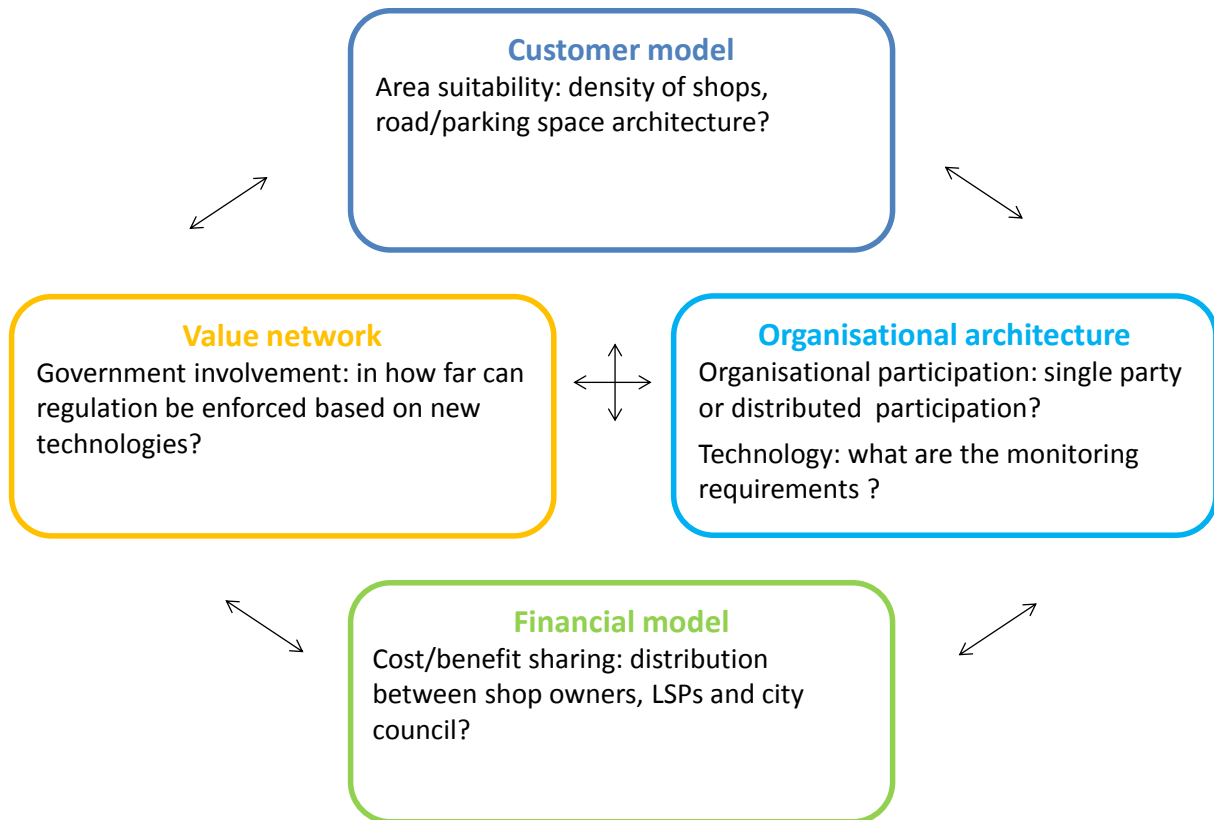 Customer model
Area suitability: density of shops,
road/parking space architecture?
Value network
Government involvement: in how far can
regulation be enforced based on new
technologies?
Organisational architecture
Organisational participation: single party
or distributed  participation?
Technology: what are the monitoring
requirements ?
Financial model
Cost/benefit sharing: distribution
between shop owners, LSPs and city
council?